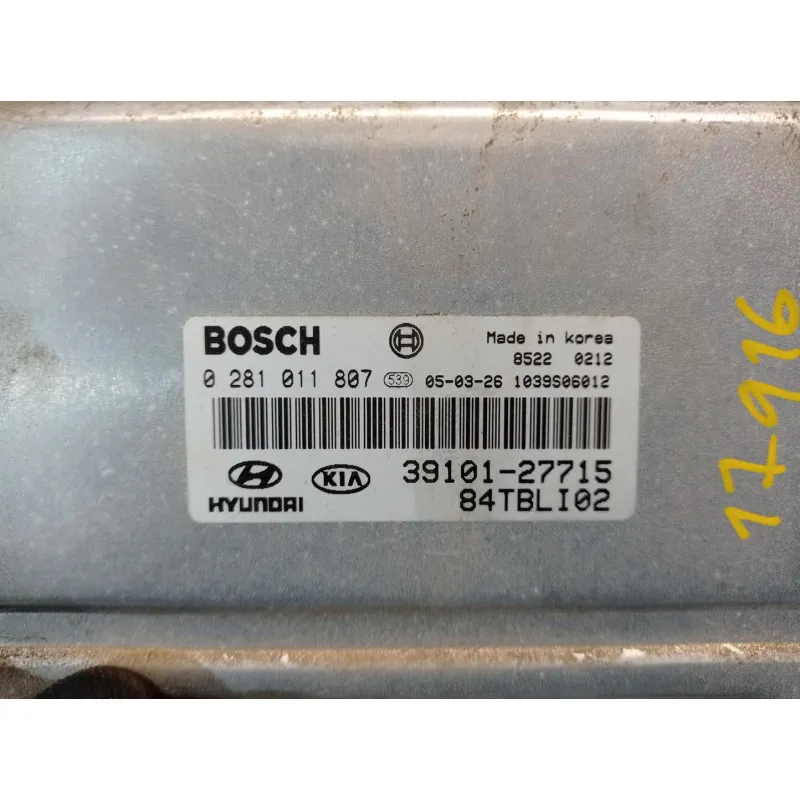 BOSCH
Made in korea
8522 0212
0 281 011 807 539 05-03-26 1039S06012
39101-27715
HYUNDAI KIA
84TBLI02
17916